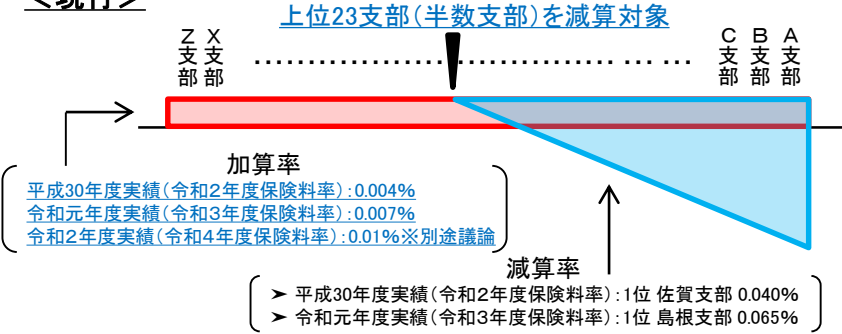 <現行>
上位23支部(半数支部)を減算対象
Z支部 X支部 ‥‥‥‥‥‥‥‥‥‥‥‥‥‥‥ … … C支部 B支部 A支部
加算率
平成30年度実績(令和2年度保険料率):0.004%
令和元年度実績(令和3年度保険料率):0.007%
令和2年度実績(令和4年度保険料率):0.01%※別途議論
減算率
➤ 平成30年度実績(令和2年度保険料率):1位 佐賀支部 0.040%
➤ 令和元年度実績(令和3年度保険料率):1位 島根支部 0.065%